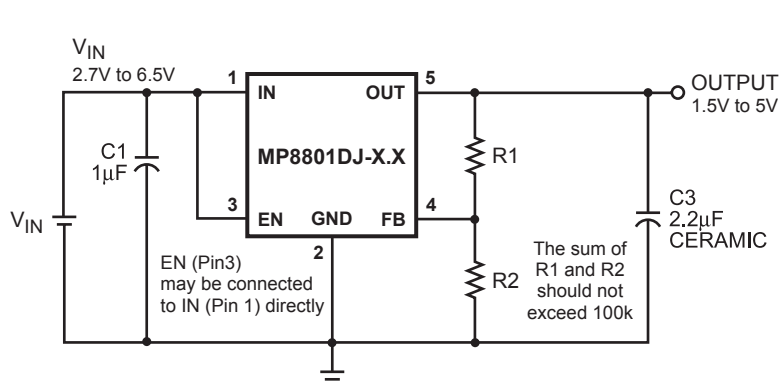 VIN
2.7V to 6.5V
1
5
IN
OUT
OUTPUT
1.5V to 5V
C1
1µF
MP8801DJ-X.X
R1
3
4
EN
GND
FB
2
C3
2.2µF
CERAMIC
VIN
EN (Pin3)
may be connected
to IN (Pin 1) directly
R2
The sum of
R1 and R2
should not
exceed 100k